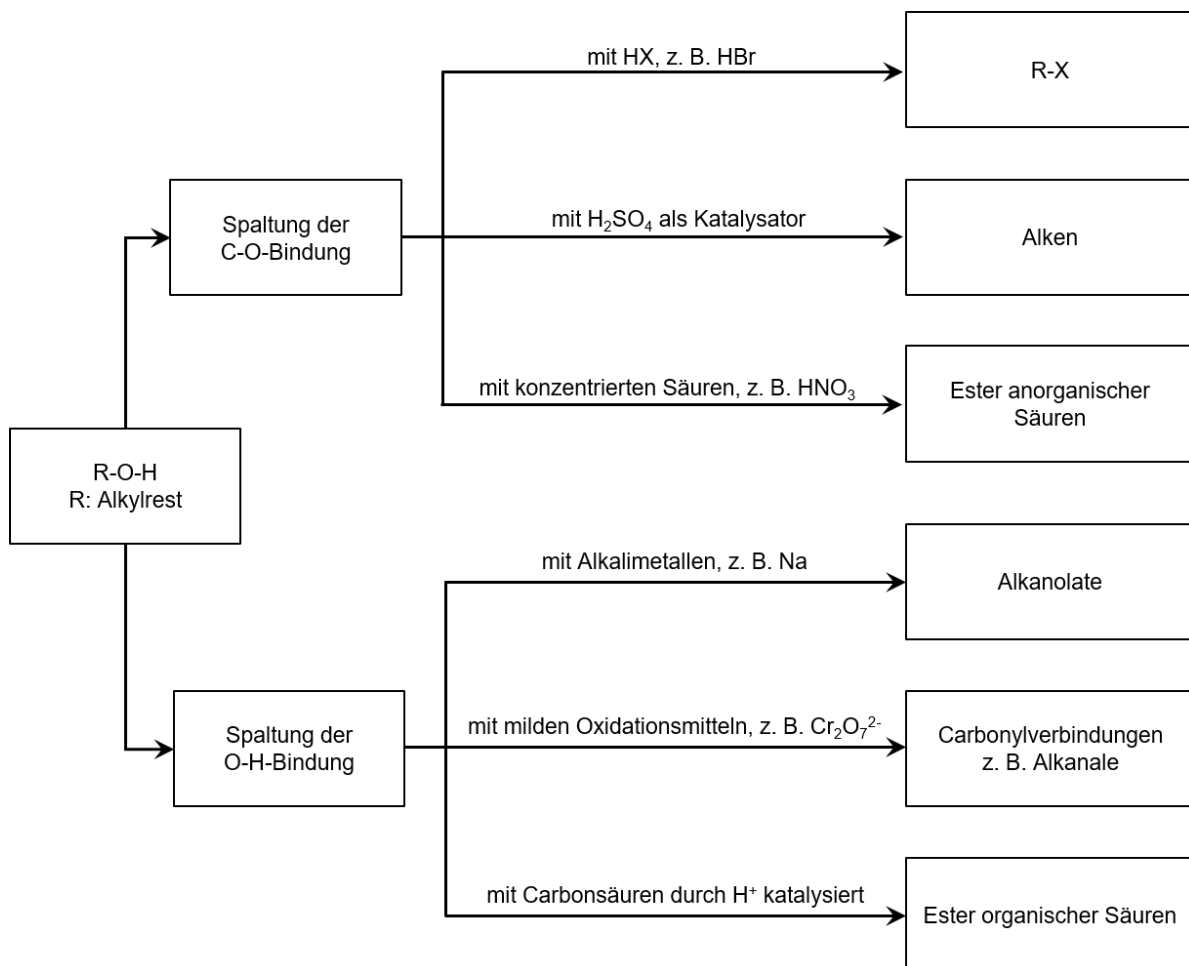 mit HX, z. B. HBr
R-X
Spaltung der
C-O-Bindung
mit H₂SO₄ als Katalysator
Alken
mit konzentrierten Säuren, z. B. HNO₃
Ester anorganischer
Säuren
R-O-H
R: Alkylrest
mit Alkalimetallen, z. B. Na
Alkanolate
Spaltung der
O-H-Bindung
mit milden Oxidationsmitteln, z. B. Cr₂O₇²⁻
Carbonylverbindungen
z. B. Alkanale
mit Carbonsäuren durch H⁺ katalysiert
Ester organischer Säuren